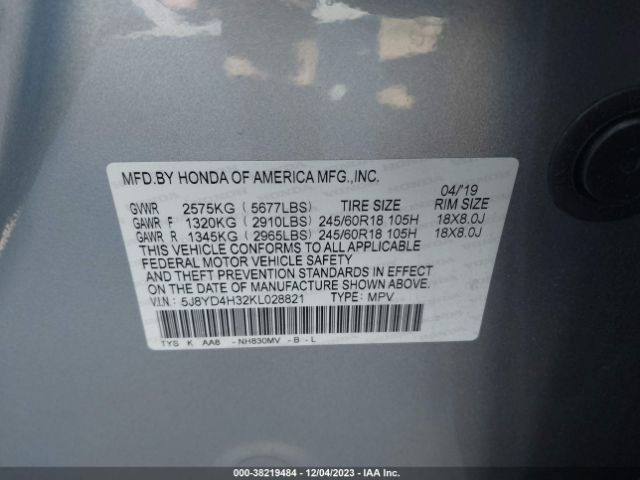 MFD.BY HONDA OF AMERICA MFG.,INC. 04/'19
GVWR 2575KG ( 5677LBS) TIRE SIZE RIM SIZE
GAWR F 1320KG ( 2910LBS) 245/60R18 105H 18X8.0J
GAWR R 1345KG ( 2965LBS) 245/60R18 105H 18X8.0J
THIS VEHICLE CONFORMS TO ALL APPLICABLE
FEDERAL MOTOR VEHICLE SAFETY
AND THEFT PREVENTION STANDARDS IN EFFECT
ON THE DATE OF MANUFACTURE SHOWN ABOVE.
V.I.N.: 5J8YD4H32KL028821 TYPE: MPV
TYS K AA8 - NH830MV - B - L
000-38219484 - 12/04/2023 - IAAI.COM